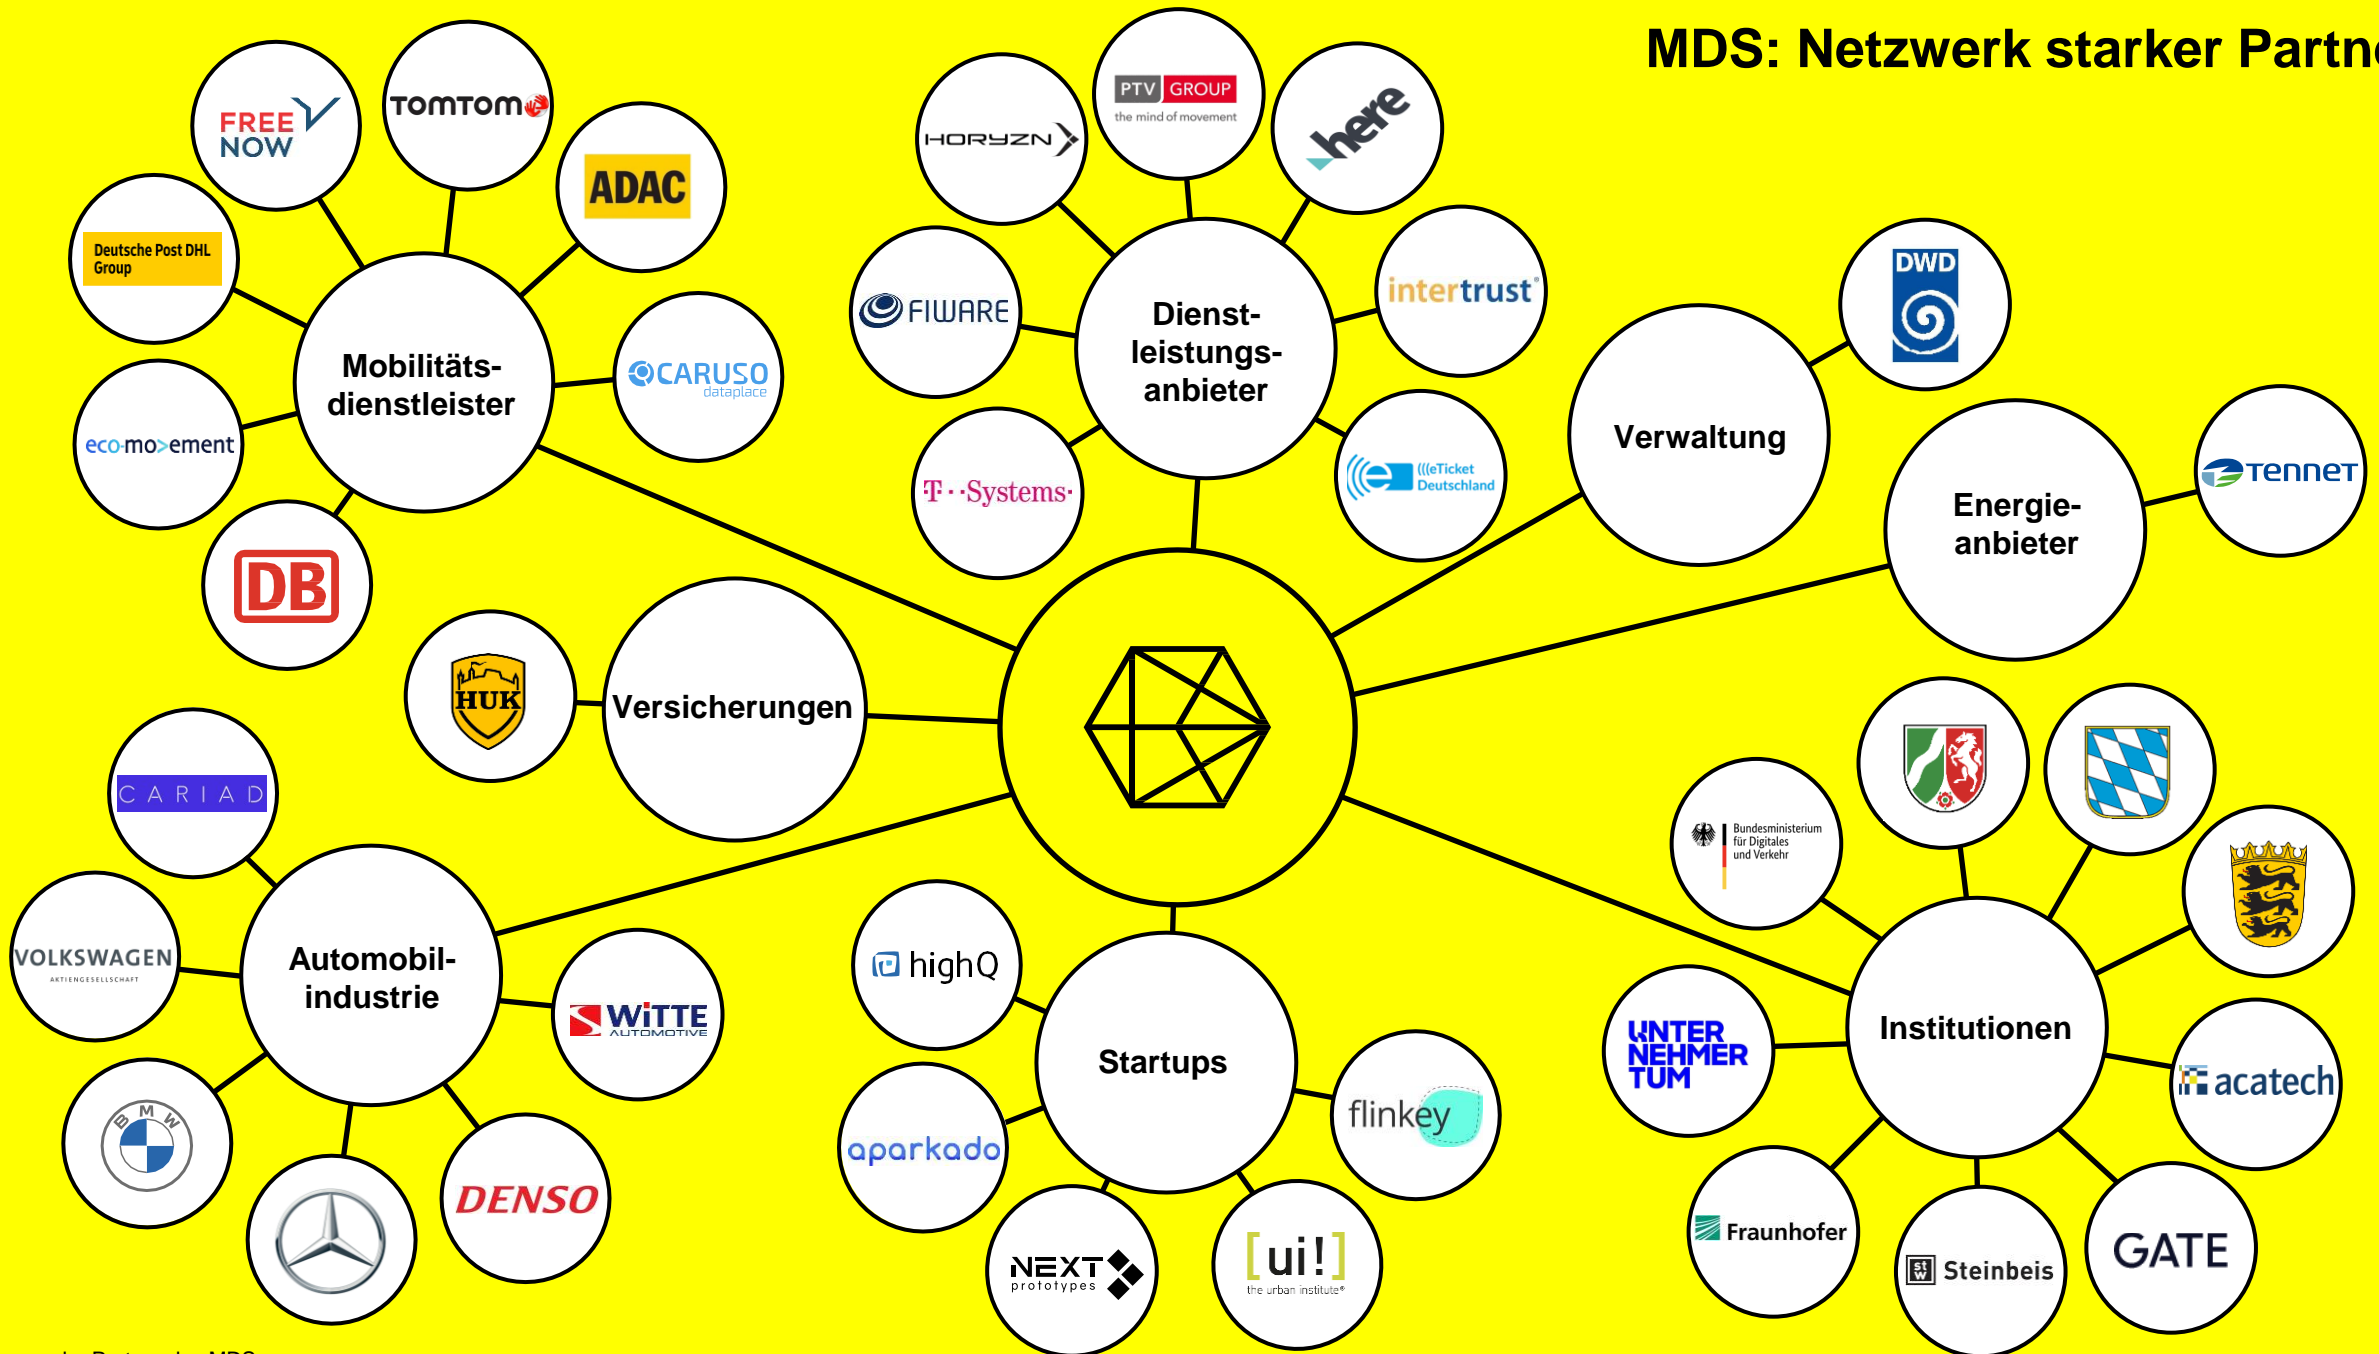 MDS: Netzwerk starker Partne
FREE
NOW
TOMTOM
ADAC
Deutsche Post DHL
Group
Mobilitäts-
dienstleister
CARUSO
dataplace
eco-mo>ement
DB
HORYZN
PTV GROUP
the mind of movement
here
FIWARE
Dienst-
leistungs-
anbieter
intertrust
T··Systems·
(((eTicket
Deutschland
DWD
Verwaltung
Energie-
anbieter
TENNET
HUK
Versicherungen
CARIAD
VOLKSWAGEN
AKTIENGESELLSCHAFT
Automobil-
industrie
WiTTE
AUTOMOTIVE
BMW
DENSO
highQ
Startups
aparkado
flinkey
NEXT
prototypes
[ui!]
the urban institute®
Bundesministerium
für Digitales
und Verkehr
UNTER
NEHMER
TUM
Institutionen
acatech
Fraunhofer
Steinbeis
GATE